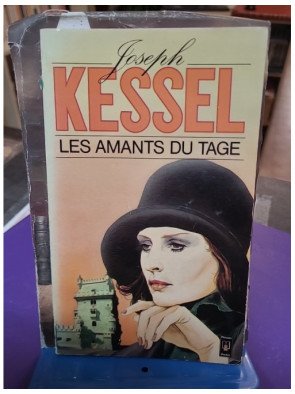 Joseph
KESSEL
LES AMANTS DU TAGE